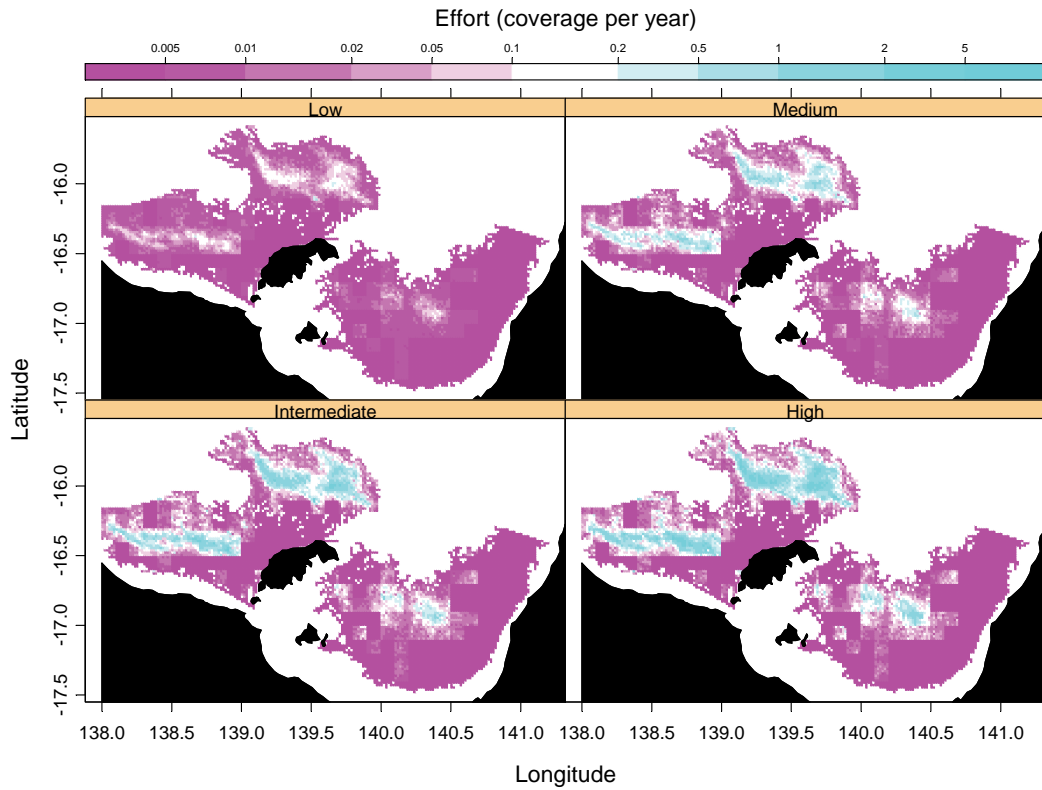 Effort (coverage per year)
0.005 0.01 0.02 0.05 0.1 0.2 0.5 1 2 5
Low Medium
-16.0
-16.5
-17.0
-17.5
Latitude
Intermediate High
-16.0
-16.5
-17.0
-17.5
138.0 138.5 139.0 139.5 140.0 140.5 141.0 138.0 138.5 139.0 139.5 140.0 140.5 141.0
Longitude